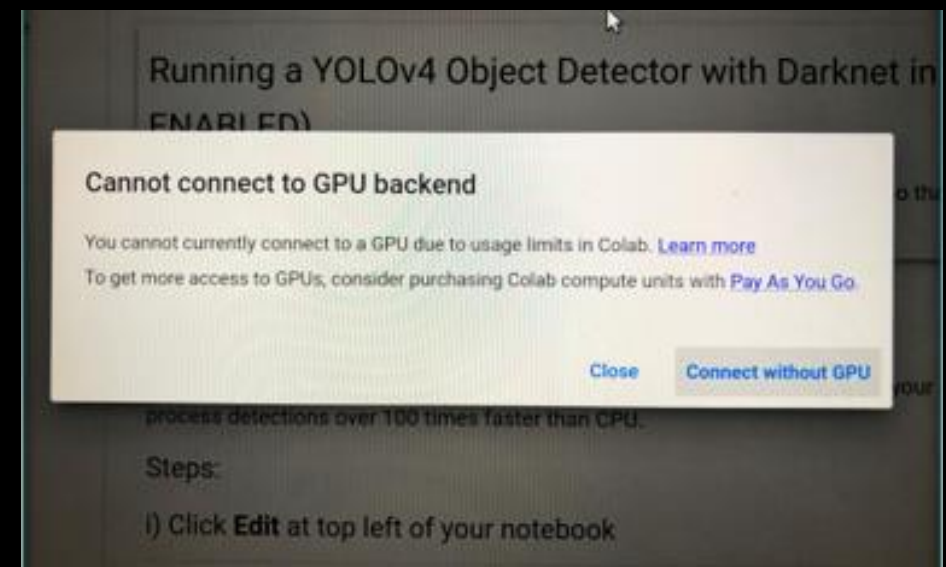 Running a YOLOv4 Object Detector with Darknet in
ENABLED)
Cannot connect to GPU backend
You cannot currently connect to a GPU due to usage limits in Colab. Learn more
To get more access to GPUs, consider purchasing Colab compute units with Pay As You Go.
Close Connect without GPU
your
process detections over 100 times faster than CPU.
Steps:
i) Click Edit at top left of your notebook